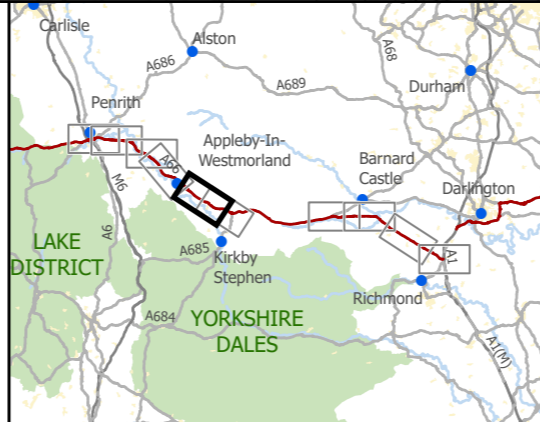 Carlisle
Alston
A686
A68
A689
Durham
Penrith
Appleby-In-
Westmorland
A66
Barnard
Castle
Darlington
M6
A6
LAKE
DISTRICT
A685
Kirkby
Stephen
A1
Richmond
A684
YORKSHIRE
DALES
A1(M)